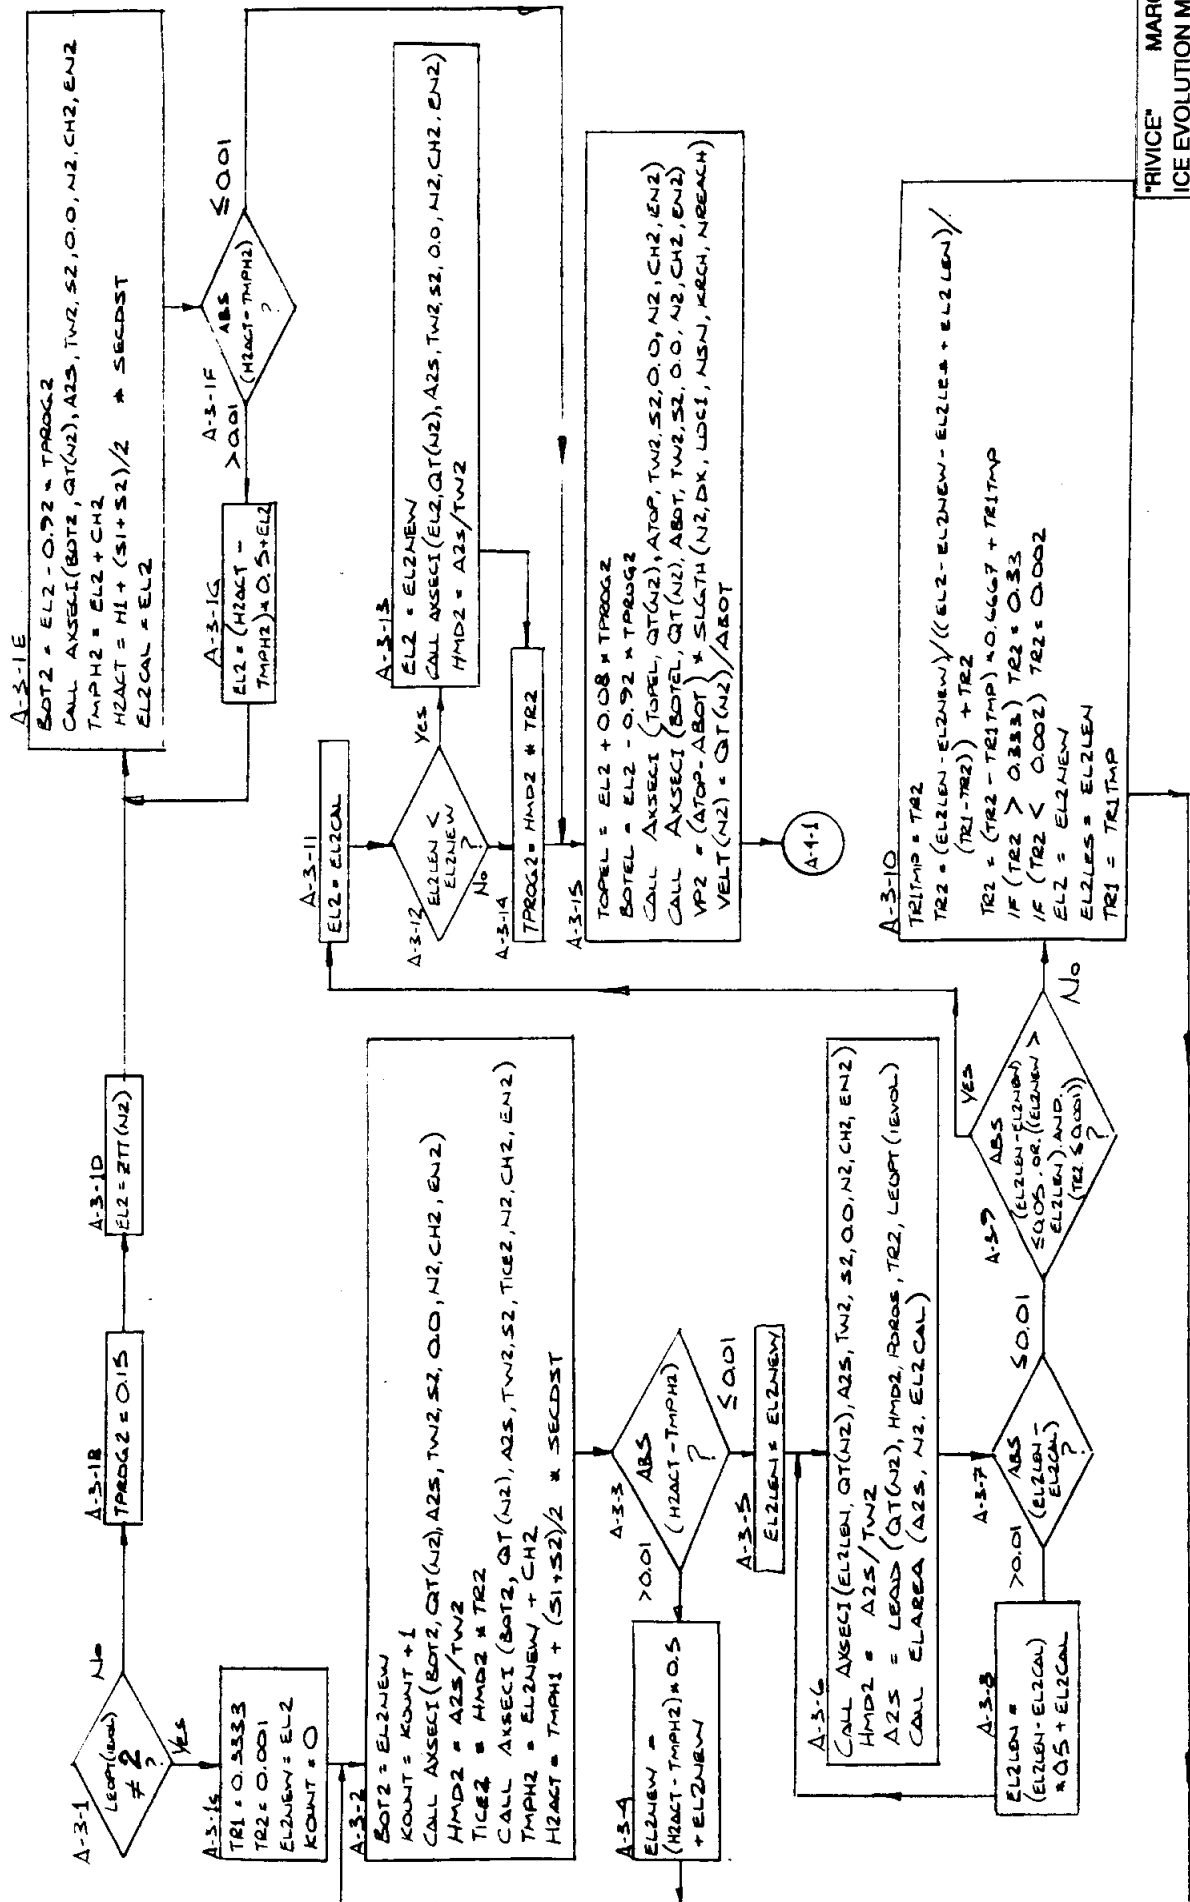 A-3-1
LEOPT(IEVOL)
≠ 2
?
No
Yes
A-3-1B
TPROG2 = 0.15
A-3-1D
EL2 = ZTT(N2)
A-3-1E
BOT2 = EL2 - 0.92 * TPROG2
CALL AXSECI(BOT2, QT(N2), A2S, TW2, S2, 0.0, N2, CH2, EN2
TMPH2 = EL2 + CH2
H2ACT = H1 + (S1+S2)/2 * SECDST
EL2CAL = EL2
A-3-1F
ABS
(H2ACT-TMPH2)
?
≤ 0.01
> 0.01
A-3-1G
EL2 = (H2ACT -
TMPH2) * 0.5 + EL2
A-3-1C
TR1 = 0.3333
TR2 = 0.001
EL2NEW = EL2
KOUNT = 0
A-3-2
BOT2 = EL2NEW
KOUNT = KOUNT + 1
CALL AXSECI(BOT2, QT(N2), A2S, TW2, S2, 0.0, N2, CH2, EN2)
HMD2 = A2S/TW2
TICE2 = HMD2 * TR2
CALL AXSECI (BOT2, QT(N2), A2S, TW2, S2, TICE2, N2, CH2, EN2)
TMPH2 = EL2NEW + CH2
H2ACT = TMPH1 + (S1+S2)/2 * SECDST
A-3-3
ABS
(H2ACT-TMPH2)
?
>0.01
≤ 0.01
A-3-4
EL2NEW =
(H2ACT-TMPH2)*0.5
+ EL2NEW
A-3-5
EL2LEN = EL2NEW
A-3-6
CALL AXSECI(EL2LEN, QT(N2), A2S, TW2, S2, 0.0, N2, CH2, EN2)
HMD2 = A2S/TW2
A2S = LEAD (QT(N2), HMD2, POROS, TR2, LEOPT(IEVOL)
CALL ELAREA (A2S, N2, EL2CAL)
A-3-7
ABS
(EL2LEN-
EL2CAL)
?
>0.01
≤0.01
A-3-8
EL2LEN =
(EL2LEN-EL2CAL)
*0.5 + EL2CAL
A-3-9
ABS
(EL2LEN-EL2NEW)
≤0.05 .OR.((EL2NEW >
EL2LEN).AND.
(TR2 ≤ 0.001))
?
YES
No
A-3-10
TR1TMP = TR2
TR2 = (EL2LEN-EL2NEW)/((EL2-EL2NEW-EL2LES+EL2LEN)/
(TR1-TR2)) + TR2
TR2 = (TR2-TR1TMP)*0.6667+TR1TMP
IF (TR2 > 0.333) TR2 = 0.33
IF (TR2 < 0.002) TR2 = 0.002
EL2 = EL2NEW
EL2LES = EL2LEN
TR1 = TR1TMP
A-3-11
EL2 = EL2CAL
A-3-12
EL2LEN <
EL2NEW
?
Yes
No
A-3-13
EL2 = EL2NEW
CALL AXSECI(EL2, QT(N2), A2S, TW2, S2, 0.0, N2, CH2, EN2)
HMD2 = A2S/TW2
A-3-14
TPROG2 = HMD2 * TR2
A-3-15
TOPEL = EL2 + 0.08 * TPROG2
BOTEL = EL2 - 0.92 * TPROG2
CALL AXSECI (TOPEL, QT(N2), ATOP, TW2, S2, 0.0, N2, CH2, EN2)
CALL AXSECI (BOTEL, QT(N2), ABOT, TW2, S2, 0.0, N2, CH2, EN2)
VP2 = (ATOP-ABOT) * SLGTH(N2, DX, LOC1, NSN, KRCH, NREACH)
VELT(N2) = QT(N2)/ABOT
A-4-1
"RIVICE" MARC
ICE EVOLUTION M